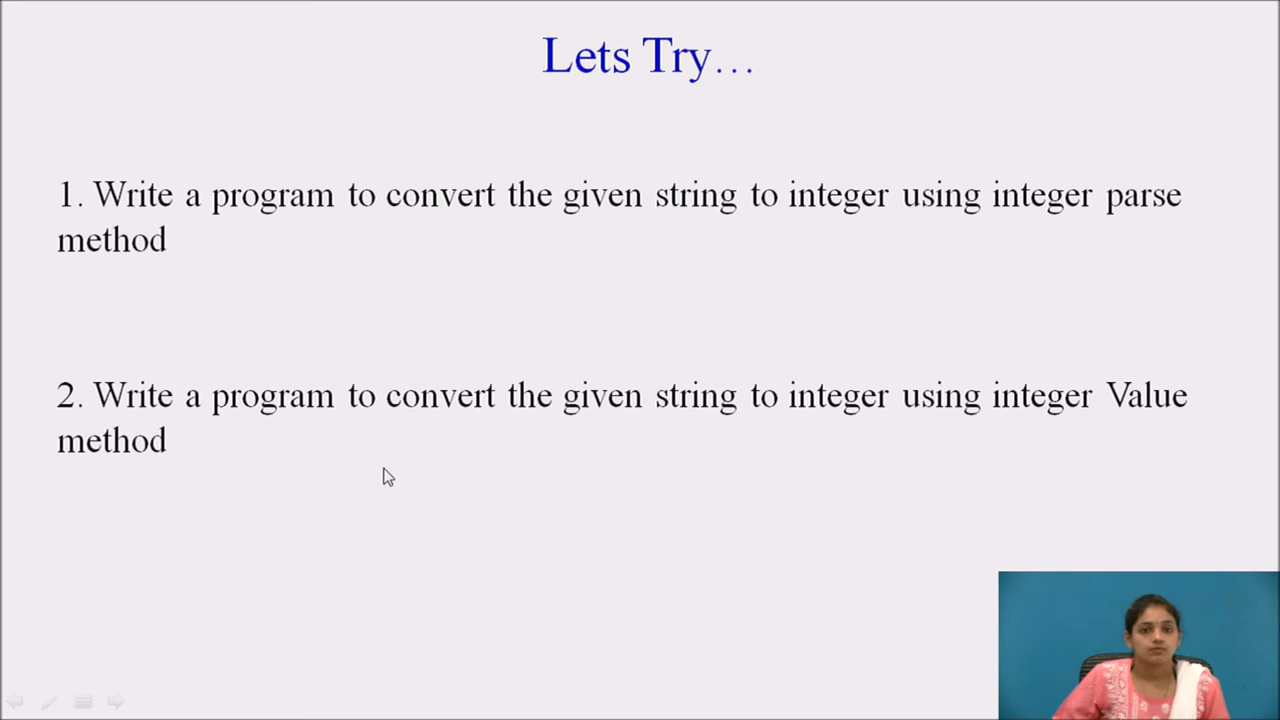 Lets Try…
1. Write a program to convert the given string to integer using integer parse
method
2. Write a program to convert the given string to integer using integer Value
method